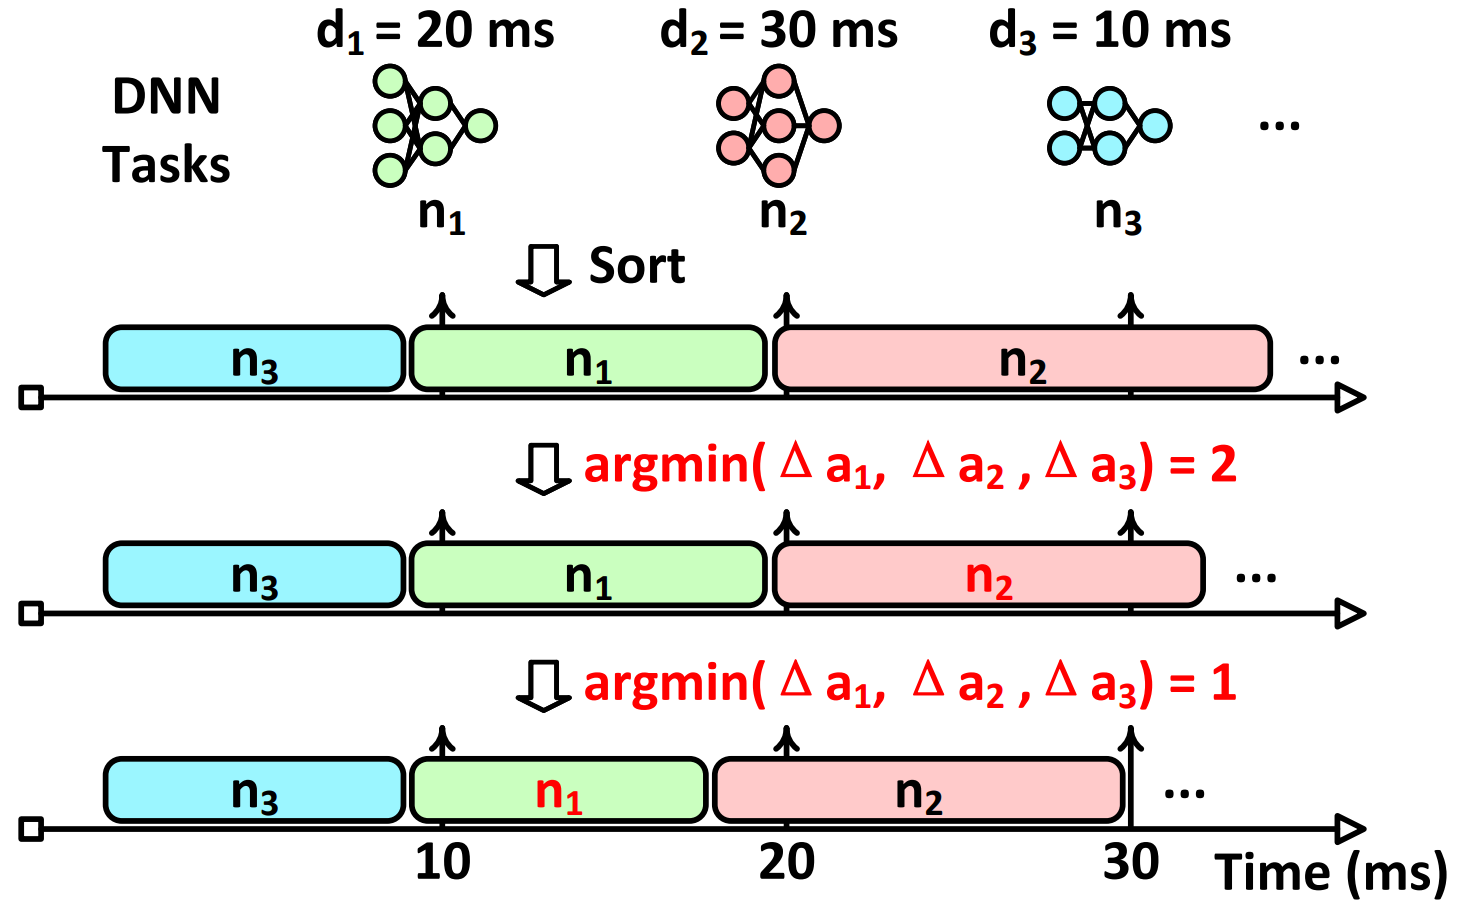 d₁ = 20 ms d₂ = 30 ms d₃ = 10 ms
DNN
Tasks
...
n₁ n₂ n₃
Sort
n₃ n₁ n₂ ...
argmin( Δ a₁, Δ a₂ , Δ a₃) = 2
n₃ n₁ n₂ ...
argmin( Δ a₁, Δ a₂ , Δ a₃) = 1
n₃ n₁ n₂ ...
10 20 30 Time (ms)